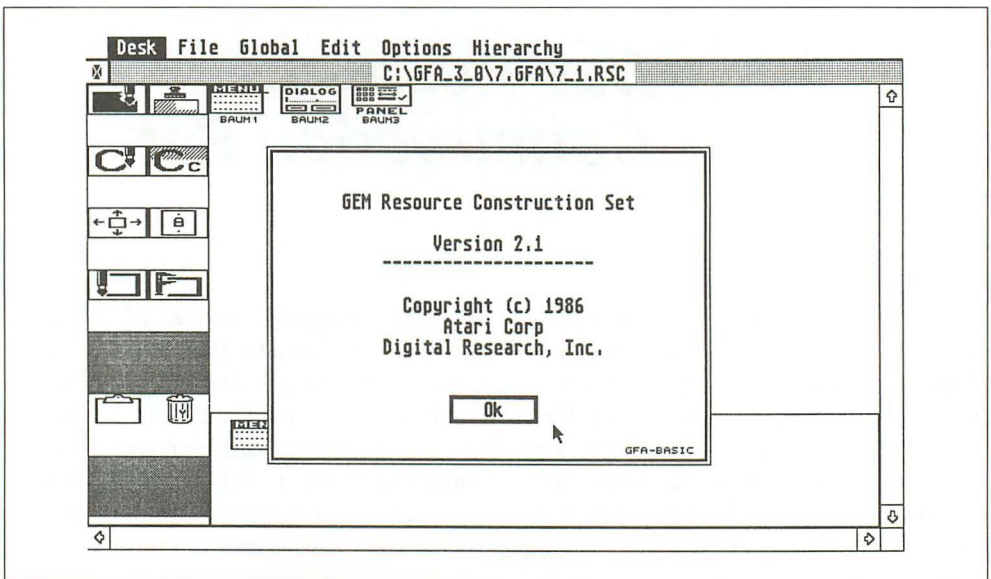 Desk File Global Edit Options Hierarchy
C:\GFA_3_0\7.GFA\7_1.RSC
MENU DIALOG PANEL
BAUM1 BAUM2 BAUM3
C C c
GEM Resource Construction Set
Version 2.1
---------------------
Copyright (c) 1986
Atari Corp
Digital Research, Inc.
Ok
MEN
GFA-BASIC